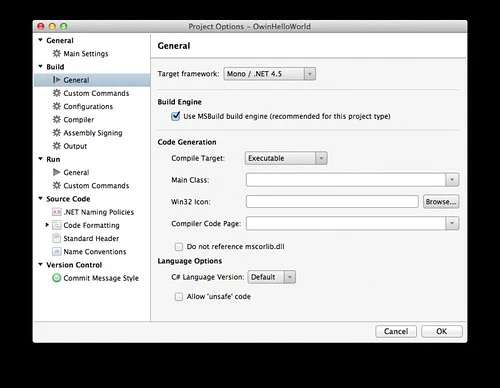 Project Options – OwinHelloWorld
General
Main Settings
Build
General
Custom Commands
Configurations
Compiler
Assembly Signing
Output
Run
General
Custom Commands
Source Code
.NET Naming Policies
Code Formatting
Standard Header
Name Conventions
Version Control
Commit Message Style
General
Target framework: Mono / .NET 4.5
Build Engine
Use MSBuild build engine (recommended for this project type)
Code Generation
Compile Target: Executable
Main Class:
Win32 Icon: Browse...
Compiler Code Page:
Do not reference mscorlib.dll
Language Options
C# Language Version: Default
Allow 'unsafe' code
Cancel OK